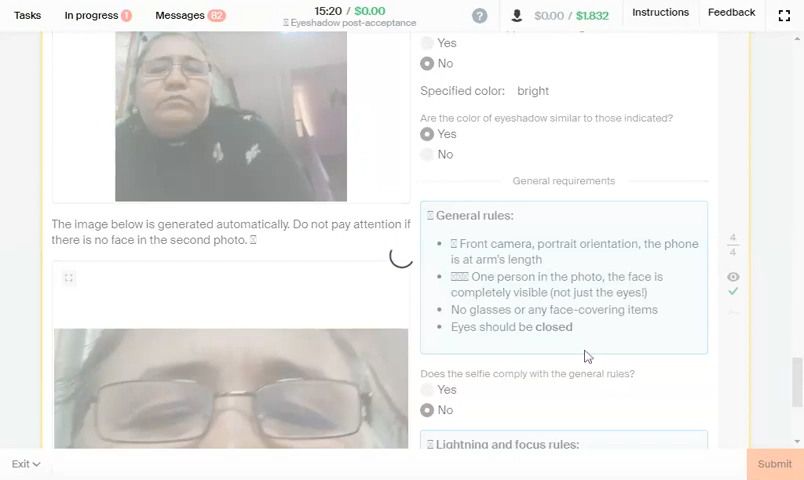 Tasks
In progress
1
Messages
82
15:20 / $0.00
Eyeshadow post-acceptance
?
$0.00 / $1.832
Instructions
Feedback
The image below is generated automatically. Do not pay attention if
there is no face in the second photo.
Yes
No
Specified color: bright
Are the color of eyeshadow similar to those indicated?
Yes
No
General requirements
General rules:
Front camera, portrait orientation, the phone
is at arm's length
One person in the photo, the face is
completely visible (not just the eyes!)
No glasses or any face-covering items
Eyes should be closed
Does the selfie comply with the general rules?
Yes
No
Lightning and focus rules:
4
4
Exit
Submit